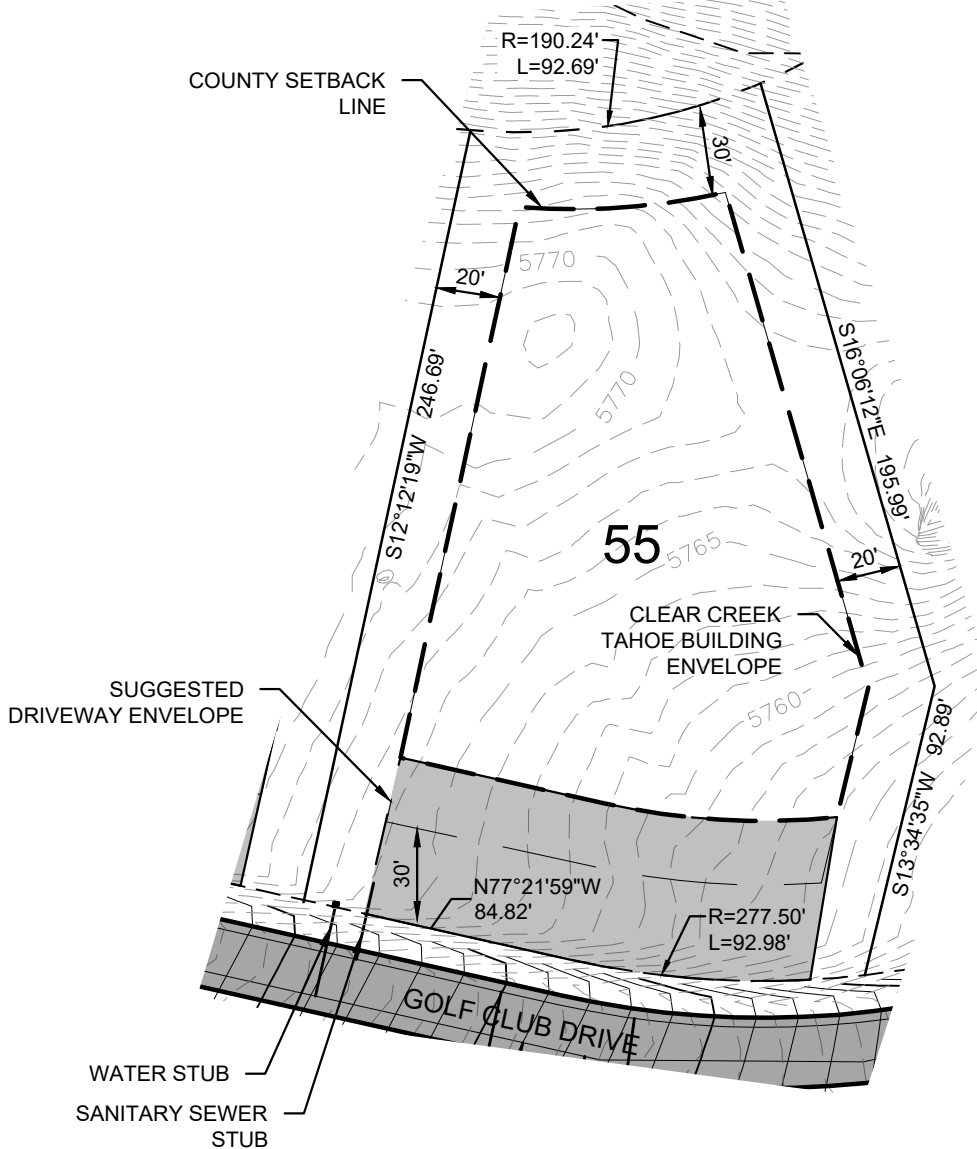 R=190.24'
L=92.69'
COUNTY SETBACK
LINE
30'
5770
20'
S16°06'12"E 195.99'
5770
S12°12'19"W 246.69'
55
5765
20'
CLEAR CREEK
TAHOE BUILDING
ENVELOPE
SUGGESTED
DRIVEWAY ENVELOPE
5760
S13°34'35"W 92.89'
30'
N77°21'59"W
84.82'
R=277.50'
L=92.98'
GOLF CLUB DRIVE
WATER STUB
SANITARY SEWER
STUB